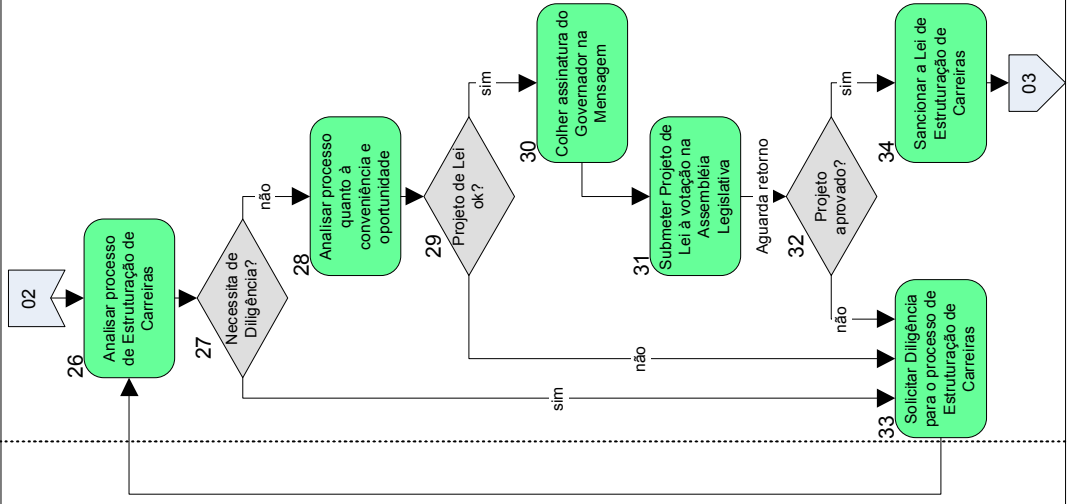 02
26
Analisar processo
de Estruturação de
Carreiras
27
Necessita de
Diligência?
não
sim
28
Analisar processo
quanto à
conveniência e
oportunidade
29
Projeto de Lei
ok?
sim
não
30
Colher assinatura do
Governador na
Mensagem
31
Submeter Projeto de
Lei à votação na
Assembléia
Legislativa
Aguarda retorno
32
Projeto
aprovado?
sim
não
33
Solicitar Diligência
para o processo de
Estruturação de
Carreiras
34
Sancionar a Lei de
Estruturação de
Carreiras
03